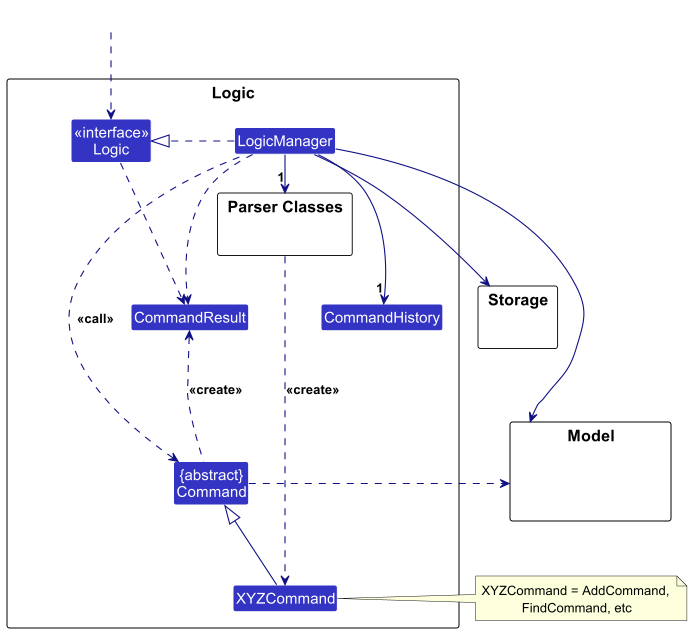 Logic
«interface»
Logic
LogicManager
1
Parser Classes
Storage
1
CommandResult
CommandHistory
«call»
«create»
«create»
Model
{abstract}
Command
XYZCommand
XYZCommand = AddCommand,
FindCommand, etc